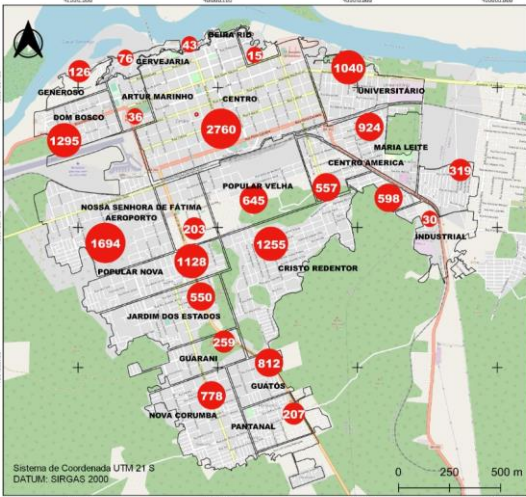 43
BEIRA RIO
15
76
CERVEJARIA
126
1040
GENEROSO
ARTUR MARINHO
CENTRO
UNIVERSITÁRIO
DOM BOSCO
36
924
2760
1295
MARIA LEITE
CENTRO AMERICA
319
POPULAR VELHA
557
598
NOSSA SENHORA DE FÁTIMA
645
AEROPORTO
203
30
INDUSTRIAL
1694
1255
1128
CRISTO REDENTOR
POPULAR NOVA
550
JARDIM DOS ESTADOS
259
GUARANI
812
GUATÓS
778
207
NOVA CORUMBA
PANTANAL
Sistema de Coordenada UTM 21 S
DATUM: SIRGAS 2000
0 250 500 m